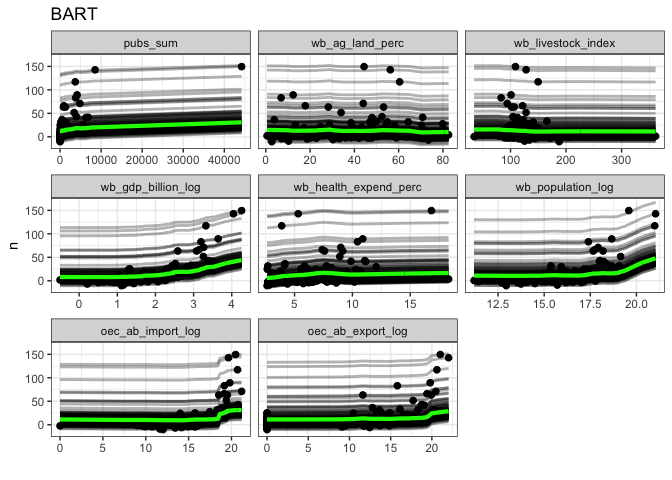 BART
pubs_sum wb_ag_land_perc wb_livestock_index
150
100
50
0
0 10000 20000 30000 40000 0 20 40 60 80 100 200 300
wb_gdp_billion_log wb_health_expend_perc wb_population_log
150
100
50
0
n
0 1 2 3 4 5 10 15 12.5 15.0 17.5 20.0
oec_ab_import_log oec_ab_export_log
150
100
50
0
0 5 10 15 20 0 5 10 15 20